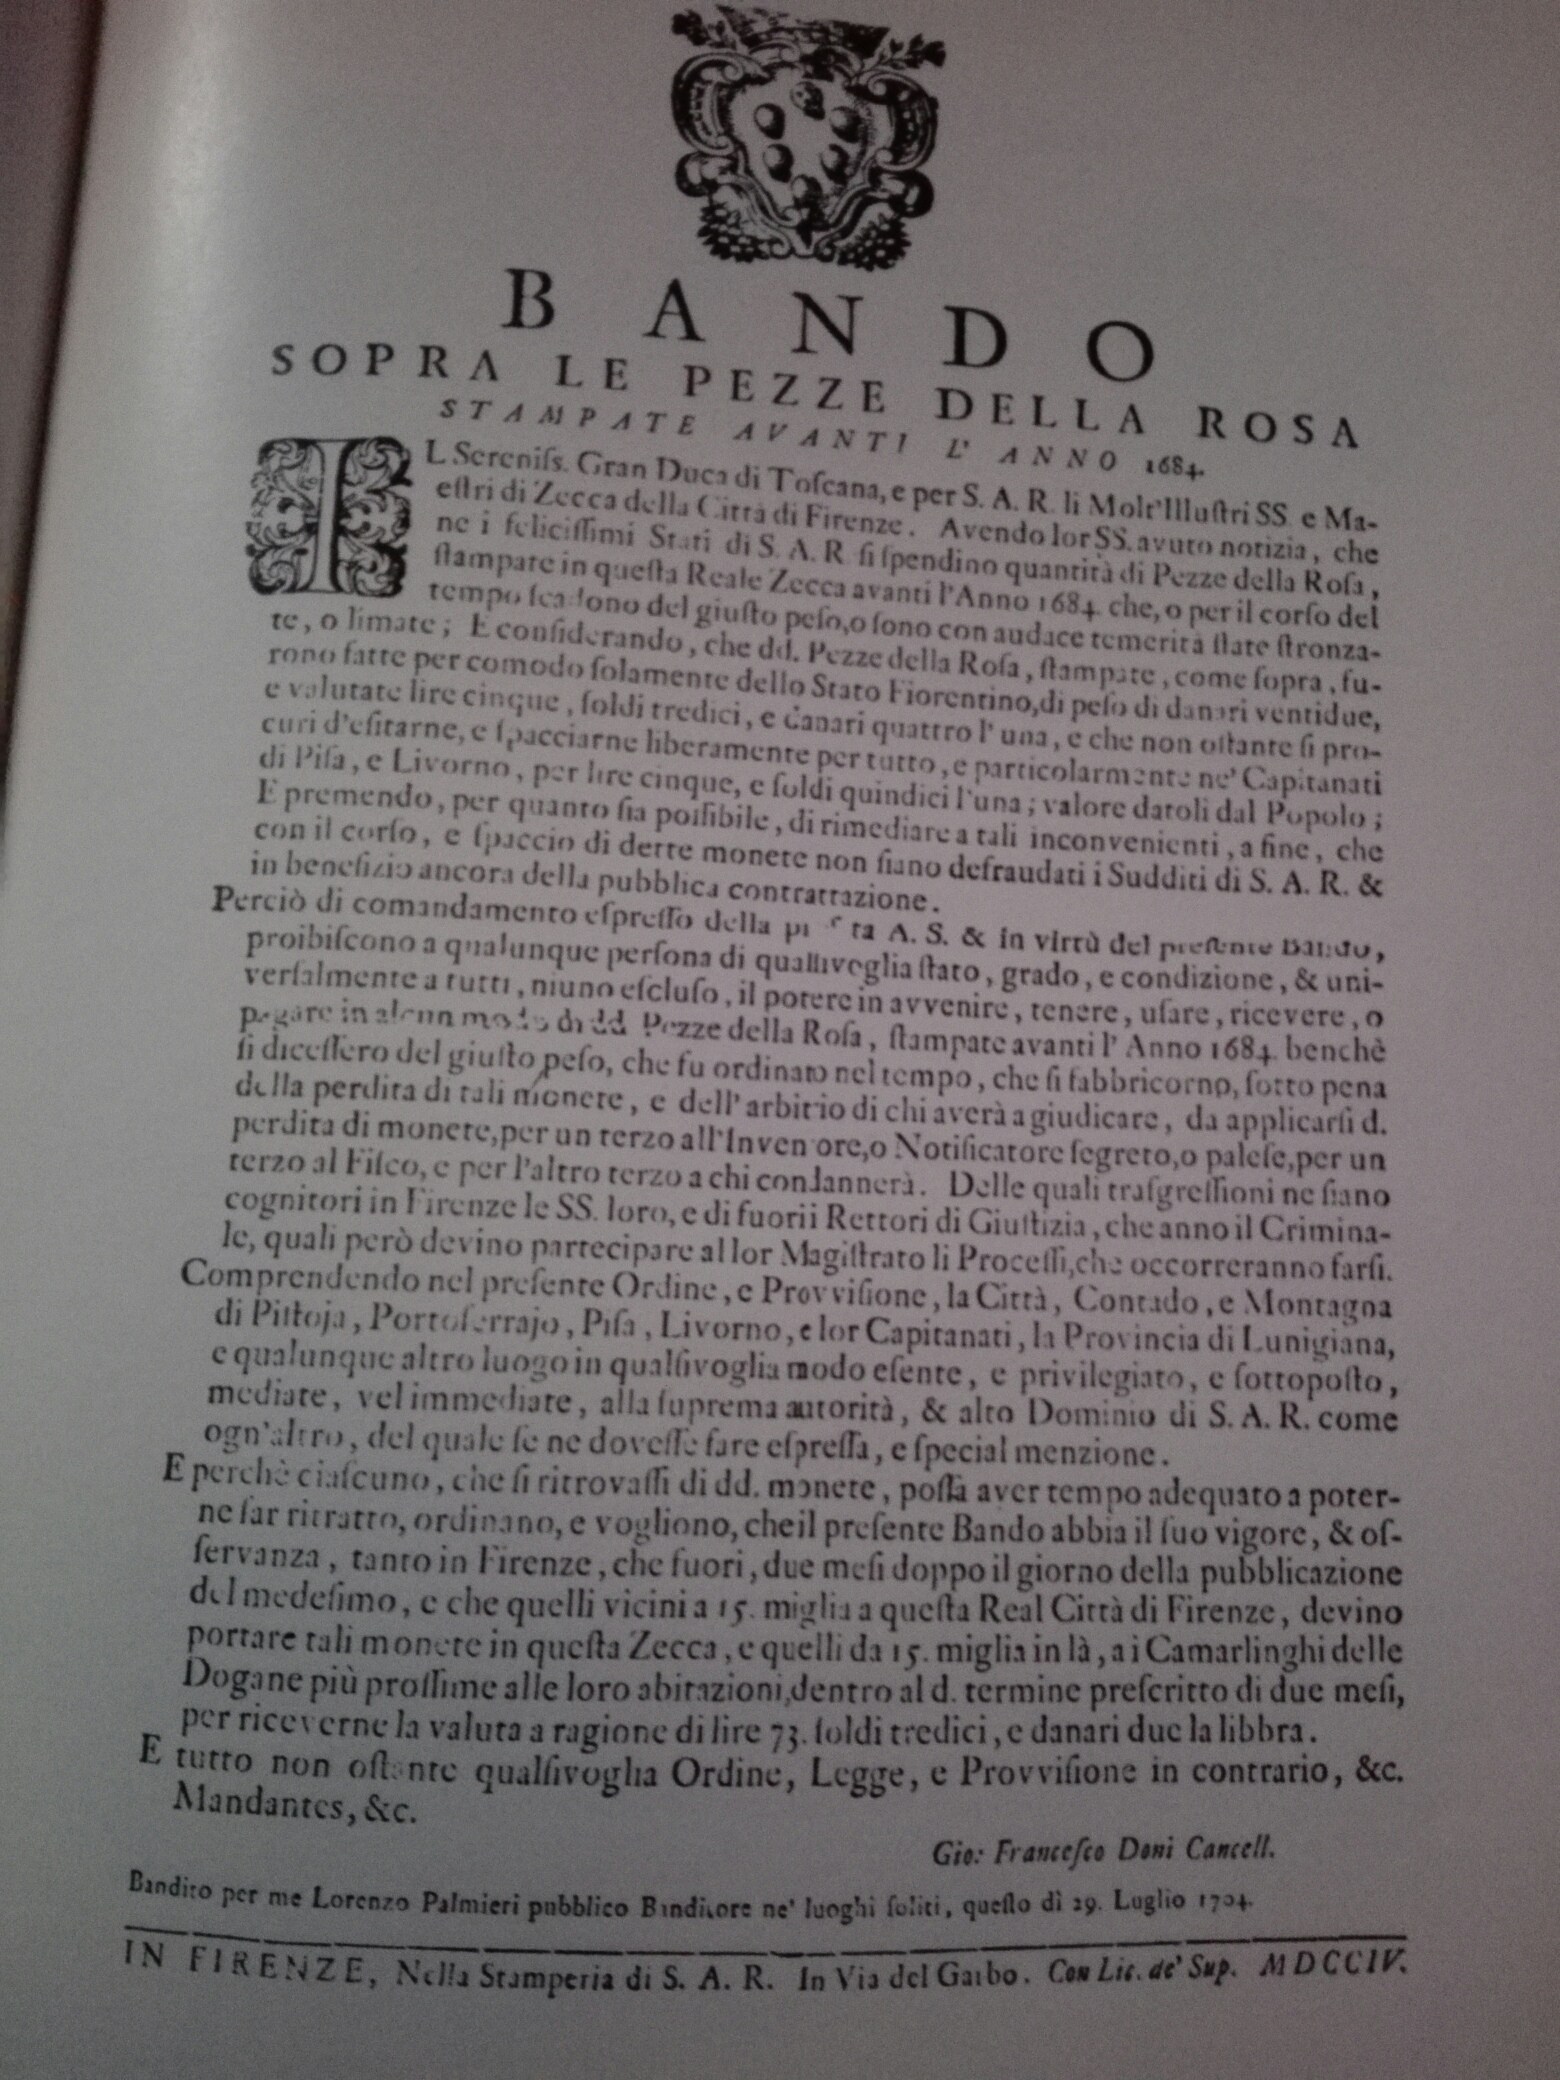 BANDO
SOPRA LE PEZZE DELLA ROSA
STAMPATE AVANTI L' ANNO 1684.
IL Sereniſs. Gran Duca di Toſcana, e per S. A. R. li Molt'Illuſtri SS. e Ma-
eſtri di Zecca della Città di Firenze. Avendo lor SS. avuto notizia, che
ne i feliciſſimi Stati di S. A. R. ſi ſpendino quantità di Pezze della Roſa,
ſtampate in queſta Reale Zecca avanti l'Anno 1684. che, o per il corſo del
tempo ſcadono del giuſto peſo, o ſono con audace temerità ſtate ſtronza-
te, o limate; E conſiderando, che dd. Pezze della Roſa, ſtampate, come ſopra, fu-
rono fatte per comodo ſolamente dello Stato Fiorentino, di peſo di danari ventidue,
e valutate lire cinque, ſoldi tredici, e danari quattro l' una, e che non oſtante ſi pro-
curi d'eſitarne, e ſpacciarne liberamente per tutto, e particolarmente ne' Capitanati
di Piſa, e Livorno, per lire cinque, e ſoldi quindici l'una; valore datoli dal Popolo;
E premendo, per quanto ſia poſſibile, di rimediare a tali inconvenienti, a fine, che
con il corſo, e ſpaccio di dette monete non ſiano defraudati i Sudditi di S. A. R. &
in benefizio ancora della pubblica contrattazione.
Perciò di comandamento eſpreſſo della A. S. & in virtù del preſente Bando,
proibiſcono a qualunque perſona di qualſivoglia ſtato, grado, e condizione, & uni-
verſalmente a tutti, niuno eſcluſo, il potere in avvenire, tenere, uſare, ricevere, o
pagare in alcun modo di dd. Pezze della Roſa, ſtampate avanti l' Anno 1684. benchè
ſi diceſſero del giuſto peſo, che fu ordinato nel tempo, che ſi fabbricorno, ſotto pena
della perdita di tali monete, e dell' arbitrio di chi averà a giudicare, da applicarſi d.
perdita di monete, per un terzo all'Inventore, o Notificatore ſegreto, o paleſe, per un
terzo al Fiſco, e per l'altro terzo a chi condannerà. Delle quali traſgreſſioni ne ſiano
cognitori in Firenze le SS. loro, e di fuori i Rettori di Giuſtizia, che anno il Crimina-
le, quali però devino partecipare al lor Magiſtrato li Proceſſi, che occorreranno farſi.
Comprendendo nel preſente Ordine, e Provviſione, la Città, Contado, e Montagna
di Piſtoja, Portoferrajo, Piſa, Livorno, e lor Capitanati, la Provincia di Lunigiana,
e qualunque altro luogo in qualſivoglia modo eſente, e privilegiato, e ſottopoſto,
mediate, vel immediate, alla ſuprema autorità, & alto Dominio di S. A. R. come
ogn'altro, del quale ſe ne doveſſe fare eſpreſſa, e ſpecial menzione.
E perchè ciaſcuno, che ſi ritrovaſſi di dd. monete, poſſa aver tempo adequato a poter-
ne far ritratto, ordinano, e vogliono, che il preſente Bando abbia il ſuo vigore, & oſ-
ſervanza, tanto in Firenze, che fuori, due meſi doppo il giorno della pubblicazione
del medeſimo, e che quelli vicini a 15. miglia a queſta Real Città di Firenze, devino
portare tali monete in queſta Zecca, e quelli da 15. miglia in là, a i Camarlinghi delle
Dogane più proſſime alle loro abitazioni, dentro al d. termine preſcritto di due meſi,
per riceverne la valuta a ragione di lire 73. ſoldi tredici, e danari due la libbra.
E tutto non oſtante qualſivoglia Ordine, Legge, e Provviſione in contrario, &c.
Mandantes, &c.
Gio: Franceſco Doni Cancell.
Bandito per me Lorenzo Palmieri pubblico Banditore ne' luoghi ſoliti, queſto dì 29. Luglio 1704.
IN FIRENZE, Nella Stamperia di S. A. R. In Via del Garbo. Con Lic. de' Sup. MDCCIV.